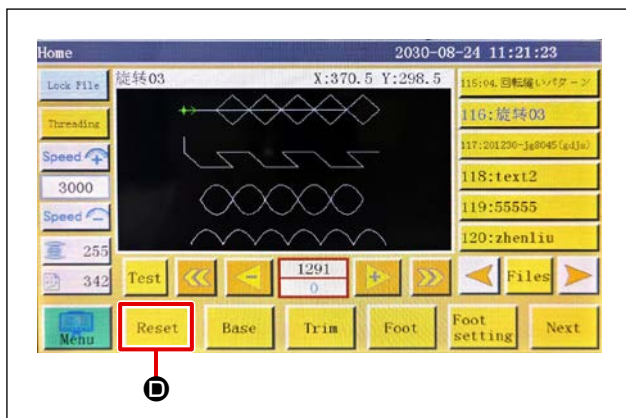 Home 2030-08-24 11:21:23
Lock File
旋转03 X:370.5 Y:298.5
115:04.回転縫いパターン
Threading
116:旋转03
117:201230-jg8045(gdjs)
Speed
118:text2
3000
119:55555
Speed
120:zhenliu
255
342
Test
1291
0
Files
Menu
Reset
Base
Trim
Foot
Foot setting
Next
D